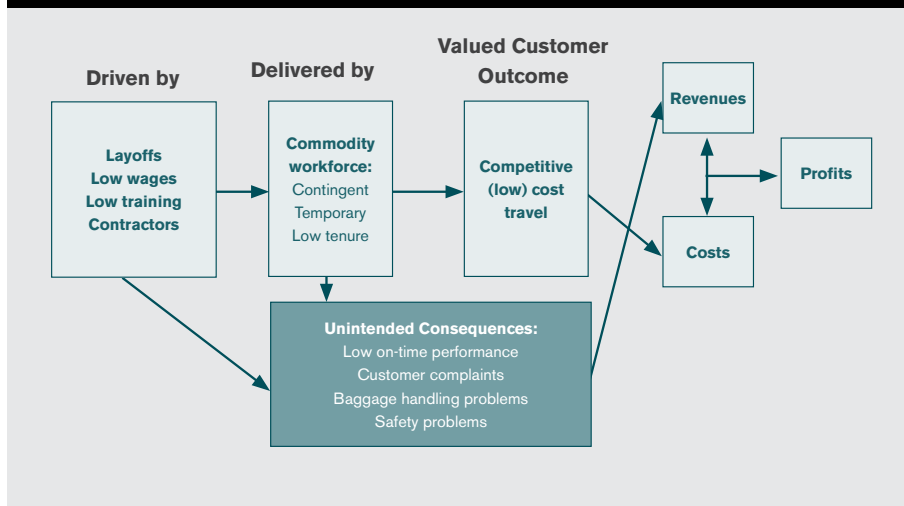 Driven by
Delivered by
Valued Customer
Outcome
Layoffs
Low wages
Low training
Contractors
Commodity
workforce:
Contingent
Temporary
Low tenure
Competitive
(low) cost
travel
Revenues
Profits
Costs
Unintended Consequences:
Low on-time performance
Customer complaints
Baggage handling problems
Safety problems